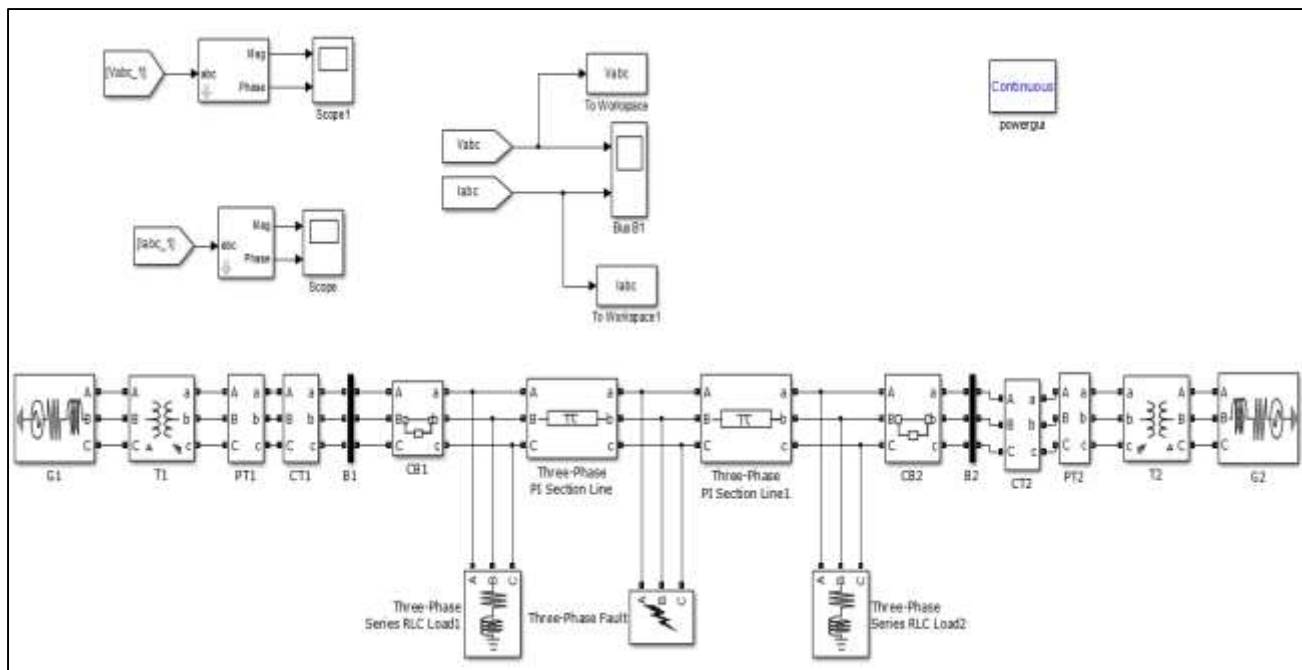 [Vabc_1]
abc
Mag
Phase
Scope1
[Iabc_1]
abc
Mag
Phase
Scope
Vabc
To Workspace
Vabc
Iabc
Bus B1
Iabc
To Workspace1
Continuous
powergui
A
B
C
G1
A a
B b
C c
T1
A a
B b
C c
PT1
A a
B b
C c
CT1
B1
A a
B b
C c
CB1
A a
B b
C c
Three-Phase
PI Section Line
A a
B b
C c
Three-Phase
PI Section Line1
A a
B b
C c
CB2
B2
A a
B b
C c
CT2
A a
B b
C c
PT2
a A
b B
c C
T2
A
B
C
G2
A B C
Three-Phase
Series RLC Load1
A B C
Three-Phase Fault
A B C
Three-Phase
Series RLC Load2